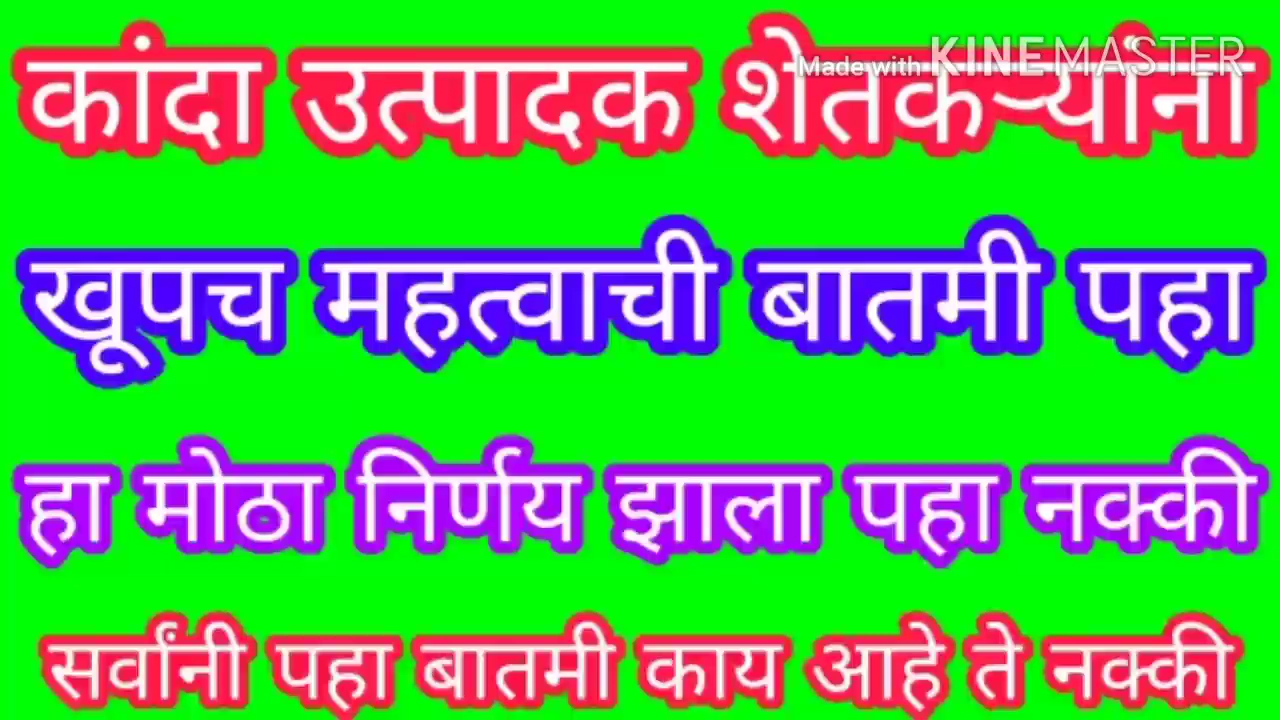 कांदा उत्पादक शेतकऱ्यांना
Made with KINEMASTER
खूपच महत्वाची बातमी पहा
हा मोठा निर्णय झाला पहा नक्की
सर्वांनी पहा बातमी काय आहे ते नक्की